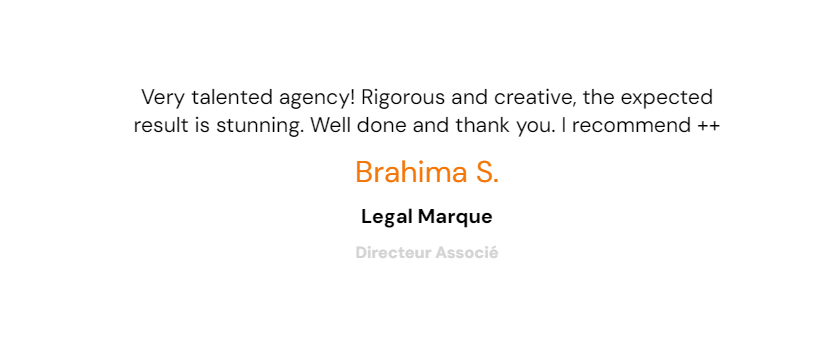 Very talented agency! Rigorous and creative, the expected
result is stunning. Well done and thank you. I recommend ++
Brahima S.
Legal Marque
Directeur Associé